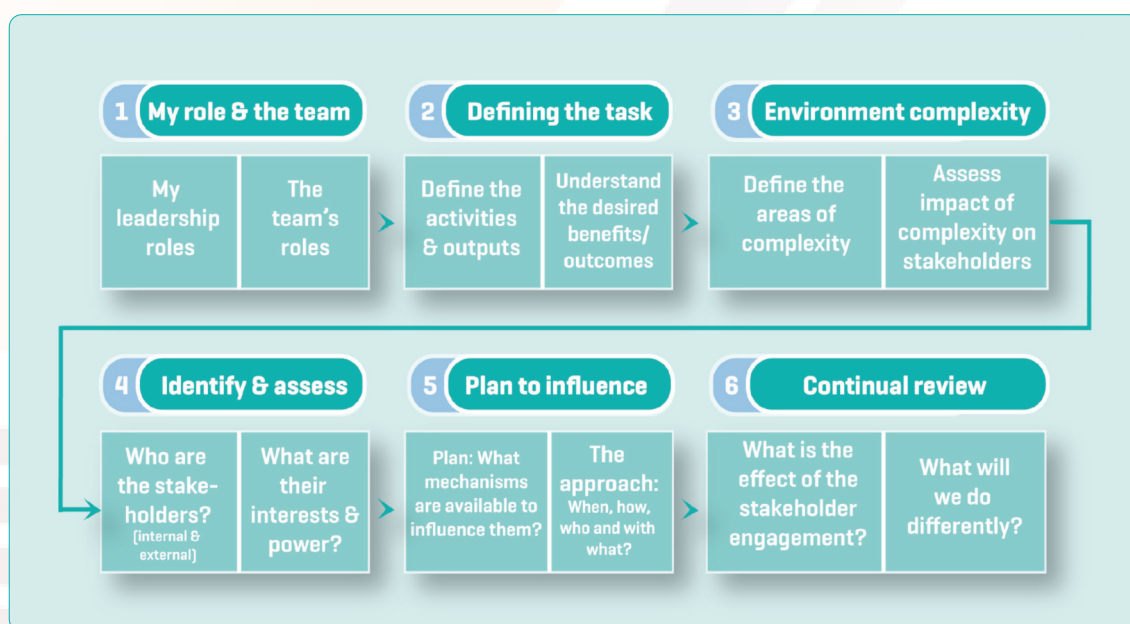 1 My role & the team
My
leadership
roles
The
team's
roles
2 Defining the task
Define the
activities
& outputs
Understand
the desired
benefits/
outcomes
3 Environment complexity
Define the
areas of
complexity
Assess
impact of
complexity on
stakeholders
4 Identify & assess
Who are
the stake-
holders?
(internal &
external)
What are
their
interests &
power?
5 Plan to influence
Plan: What
mechanisms
are available to
influence them?
The
approach:
When, how,
who and with
what?
6 Continual review
What is the
effect of the
stakeholder
engagement?
What will
we do
differently?